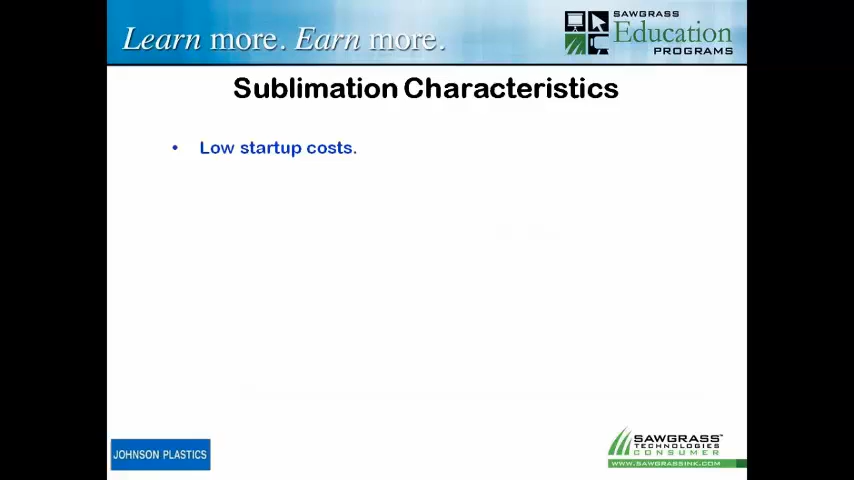 Learn more. Earn more.
SAWGRASS
Education
PROGRAMS
Sublimation Characteristics
• Low startup costs.
JOHNSON PLASTICS
SAWGRASS™
TECHNOLOGIES
CONSUMER
WWW.SAWGRASSINK.COM